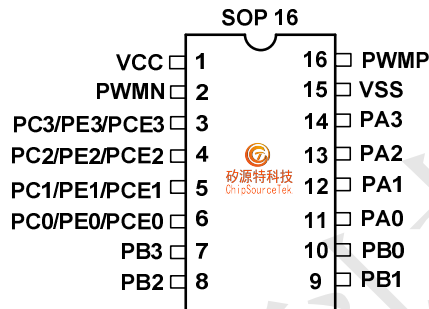 SOP 16
VCC 1 16 PWMP
PWMN 2 15 VSS
PC3/PE3/PCE3 3 14 PA3
PC2/PE2/PCE2 4 13 PA2
矽源特科技
ChipSourceTek
PC1/PE1/PCE1 5 12 PA1
PC0/PE0/PCE0 6 11 PA0
PB3 7 10 PB0
PB2 8 9 PB1